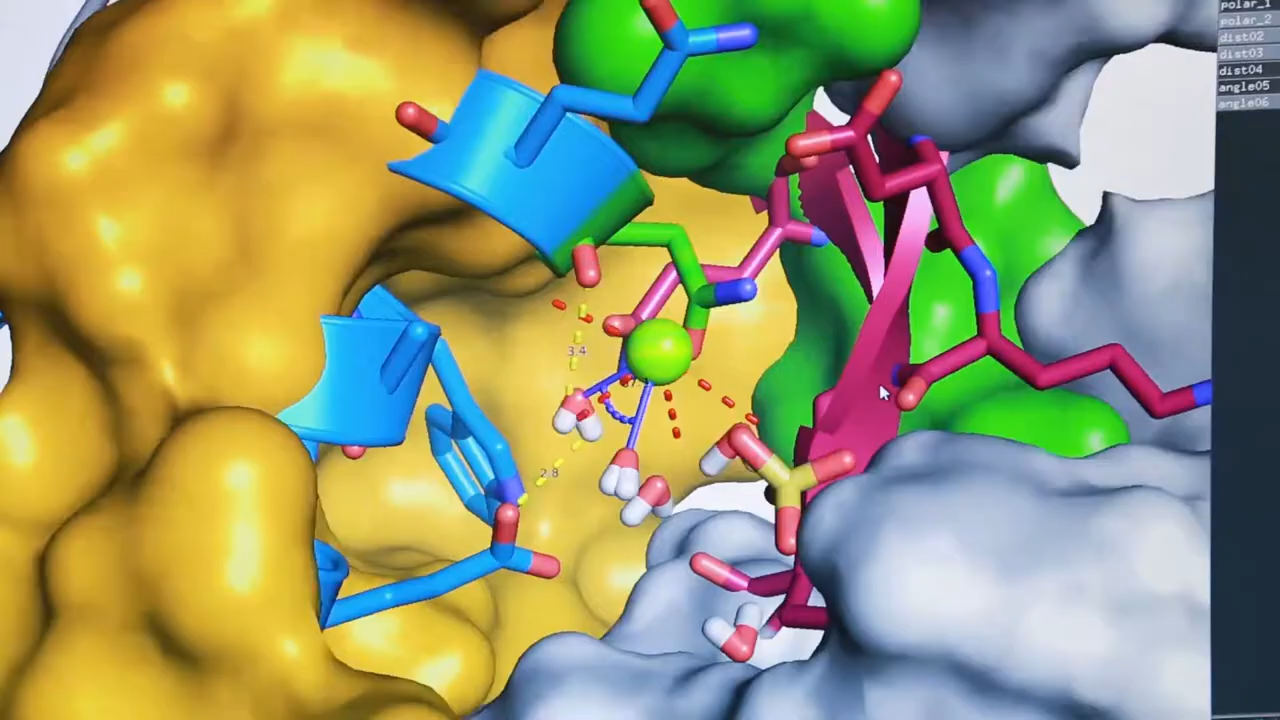 polar_1
polar_2
dist02
dist03
dist04
angle05
angle06
3.4
2.8